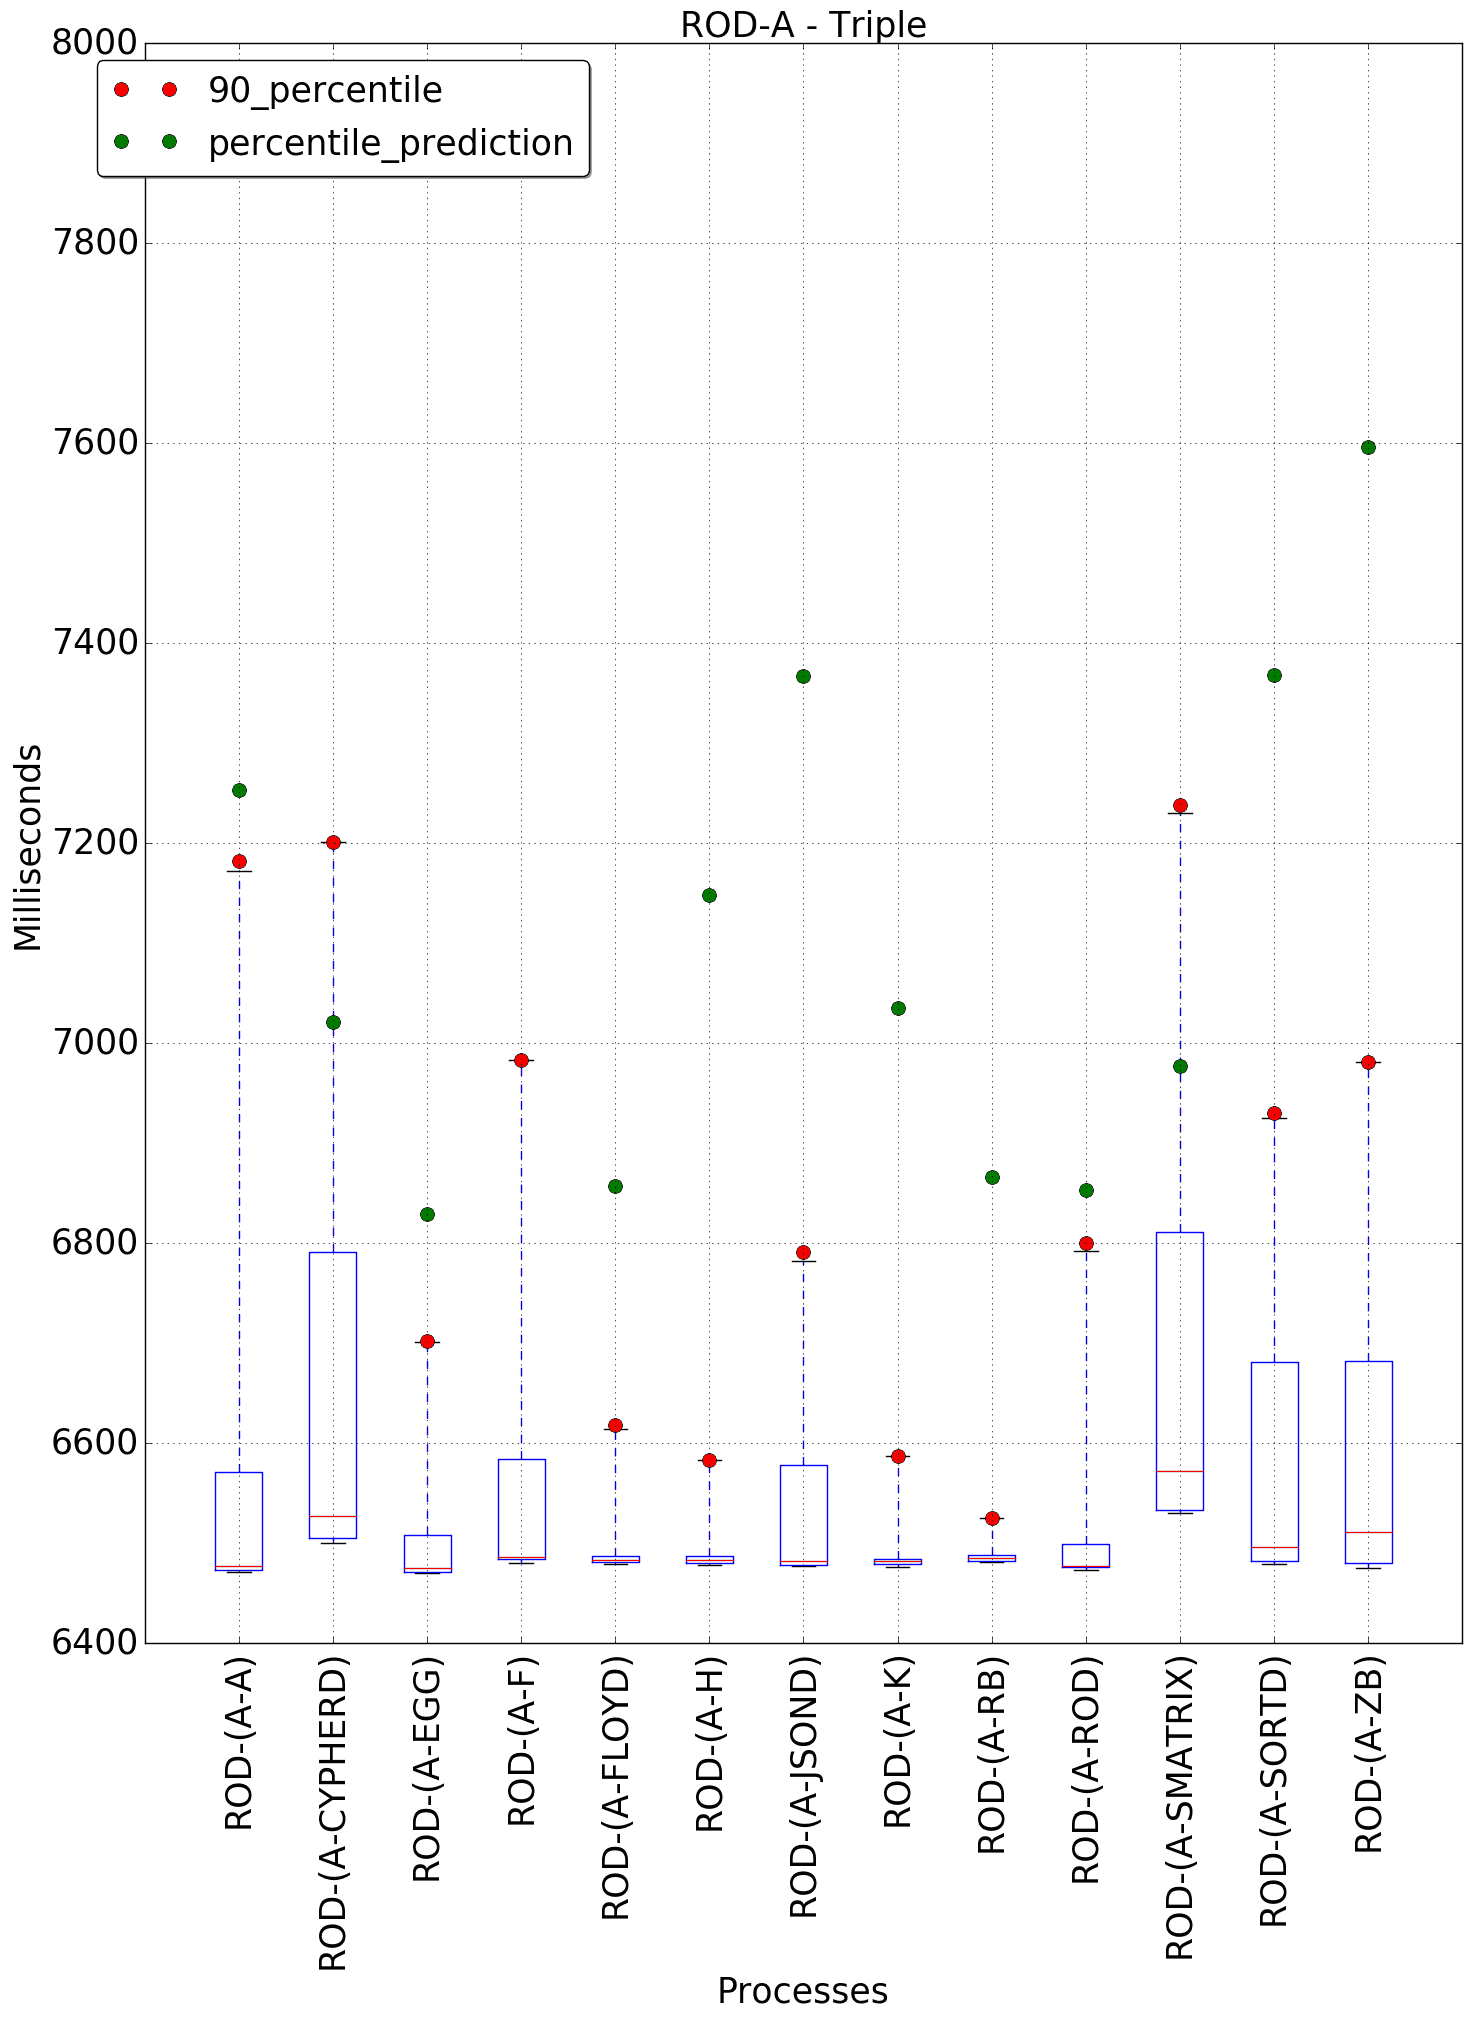 ROD-A - Triple
90_percentile
percentile_prediction
8000
7800
7600
7400
7200
7000
6800
6600
6400
Milliseconds
ROD-(A-A)
ROD-(A-CYPHERD)
ROD-(A-EGG)
ROD-(A-F)
ROD-(A-FLOYD)
ROD-(A-H)
ROD-(A-JSOND)
ROD-(A-K)
ROD-(A-RB)
ROD-(A-ROD)
ROD-(A-SMATRIX)
ROD-(A-SORTD)
ROD-(A-ZB)
Processes